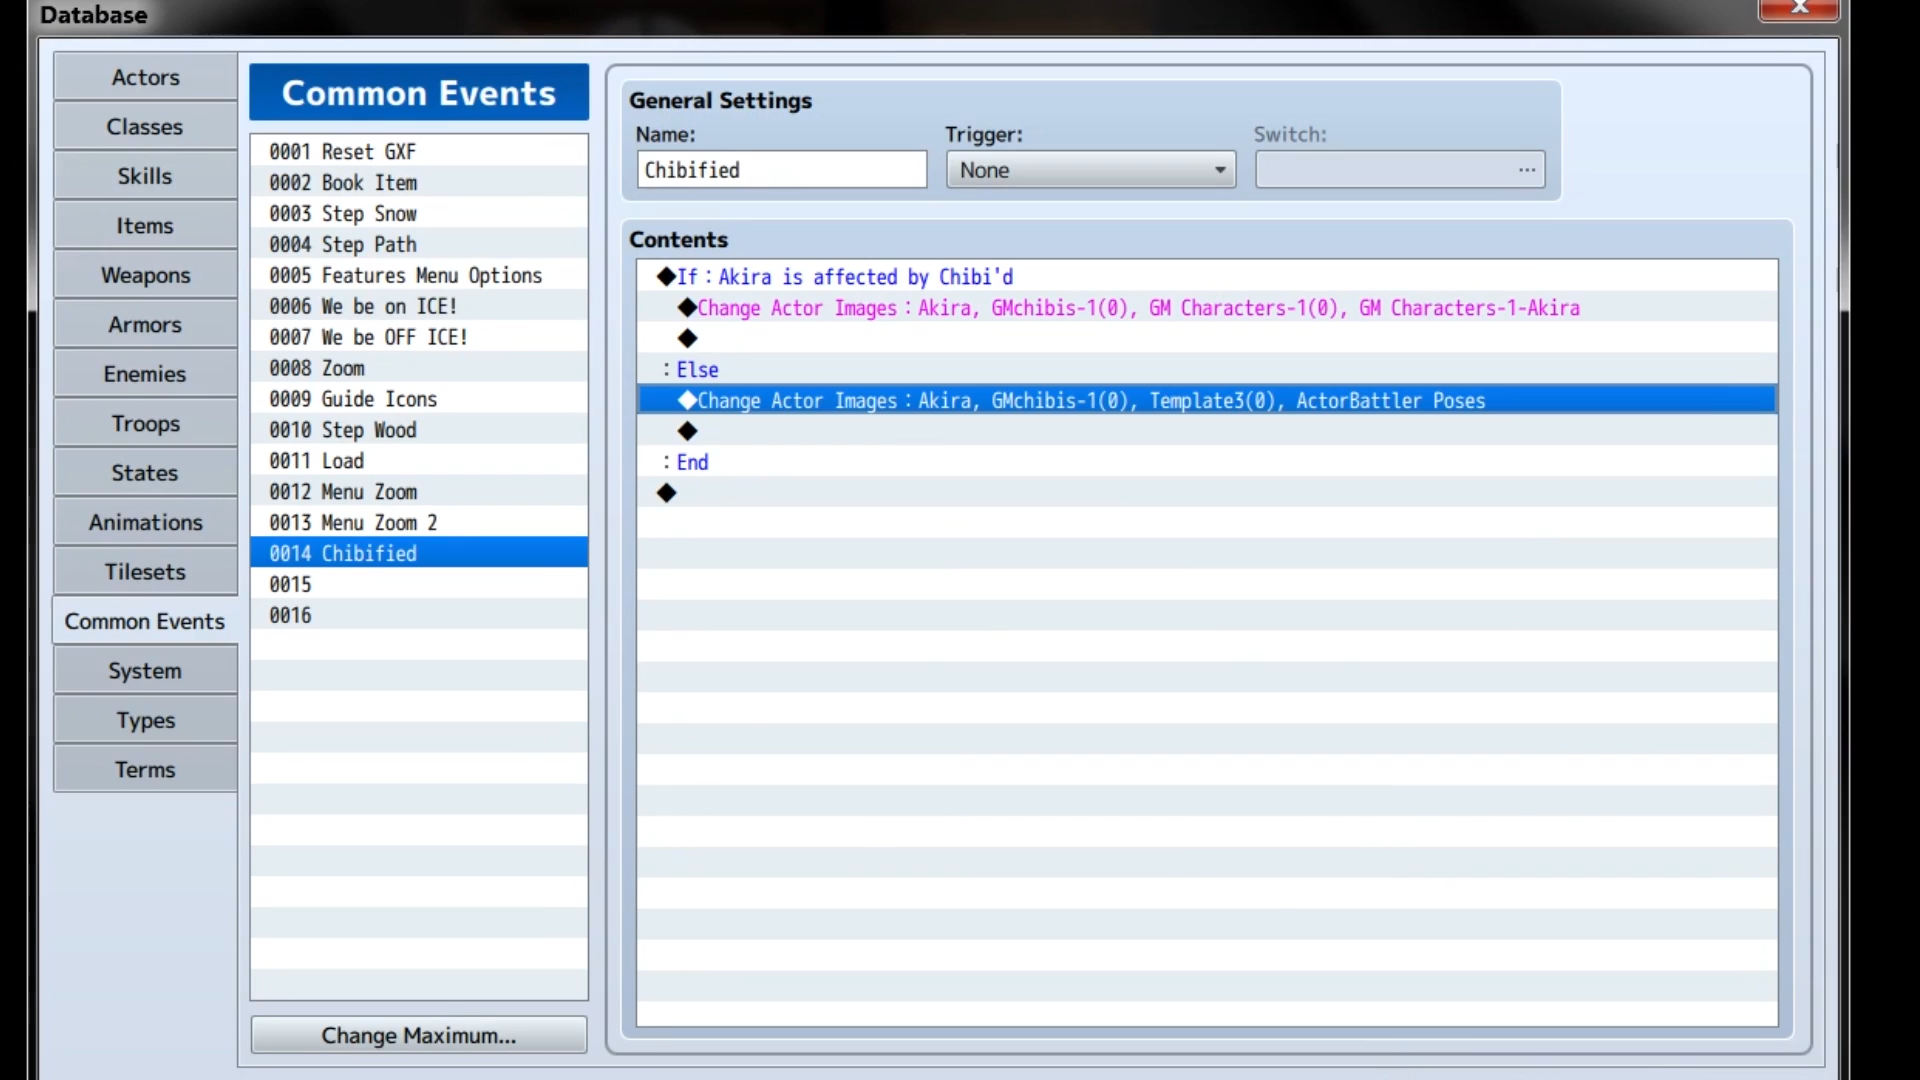 Database
X
Actors
Classes
Skills
Items
Weapons
Armors
Enemies
Troops
States
Animations
Tilesets
Common Events
System
Types
Terms
Common Events
0001 Reset GXF
0002 Book Item
0003 Step Snow
0004 Step Path
0005 Features Menu Options
0006 We be on ICE!
0007 We be OFF ICE!
0008 Zoom
0009 Guide Icons
0010 Step Wood
0011 Load
0012 Menu Zoom
0013 Menu Zoom 2
0014 Chibified
0015
0016
Change Maximum...
General Settings
Name: Trigger: Switch:
Chibified None ...
Contents
◆If：Akira is affected by Chibi'd
◆Change Actor Images：Akira, GMchibis-1(0), GM Characters-1(0), GM Characters-1-Akira
◆
：Else
◆Change Actor Images：Akira, GMchibis-1(0), Template3(0), ActorBattler Poses
◆
：End
◆